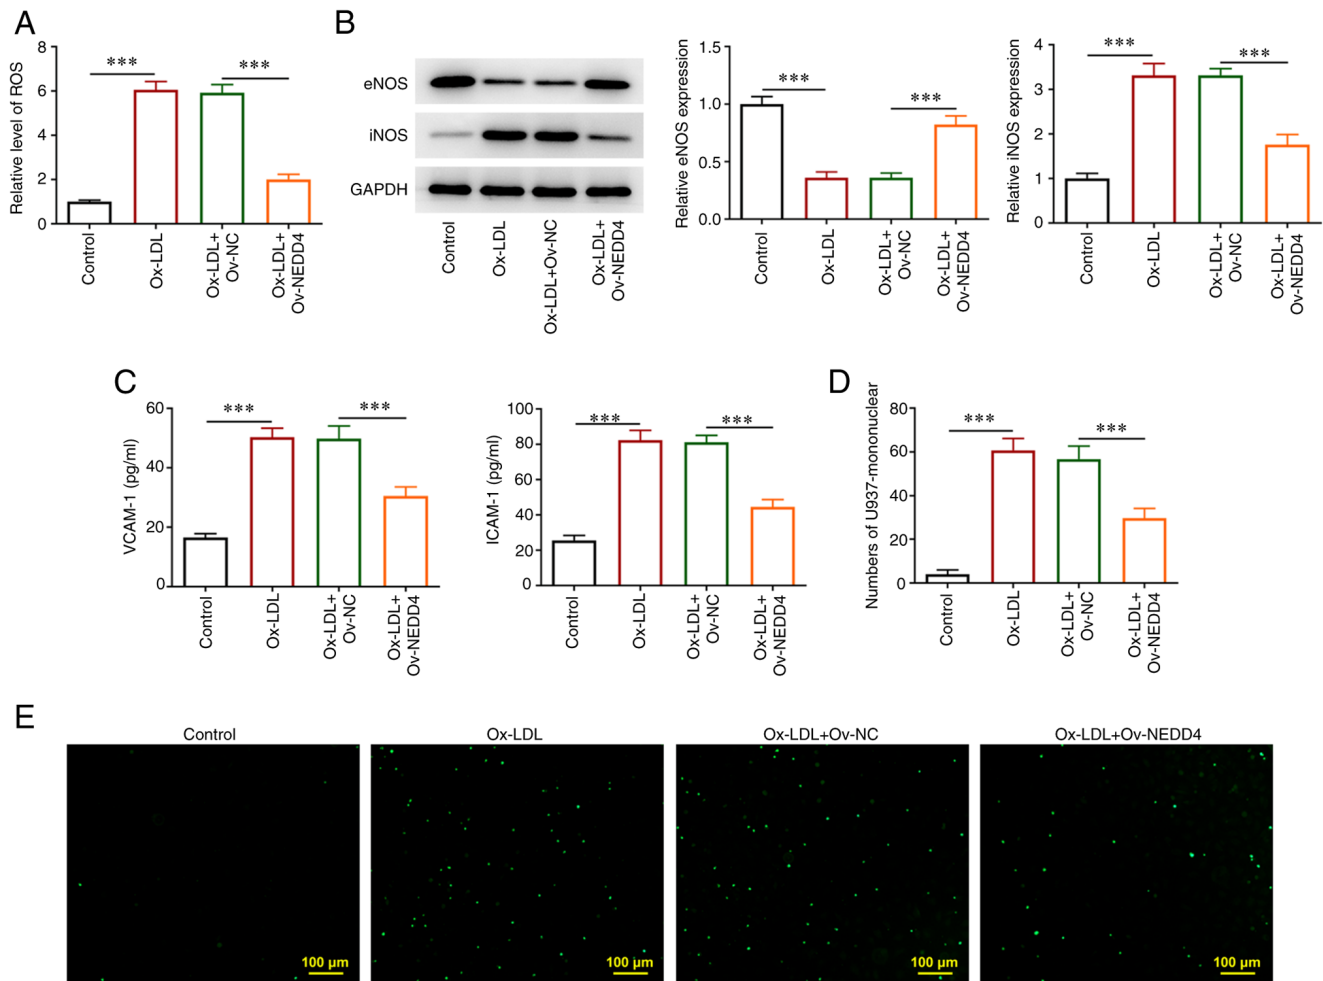 A
Relative level of ROS
8
6
4
2
0
***
***
Control
Ox-LDL
Ox-LDL+
Ov-NC
Ox-LDL+
Ov-NEDD4
B
eNOS
iNOS
GAPDH
Control
Ox-LDL
Ox-LDL+Ov-NC
Ox-LDL+
Ov-NEDD4
Relative eNOS expression
1.5
1.0
0.5
0.0
***
***
Control
Ox-LDL
Ox-LDL+
Ov-NC
Ox-LDL+
Ov-NEDD4
Relative iNOS expression
4
3
2
1
0
***
***
Control
Ox-LDL
Ox-LDL+
Ov-NC
Ox-LDL+
Ov-NEDD4
C
VCAM-1 (pg/ml)
60
40
20
0
***
***
Control
Ox-LDL
Ox-LDL+
Ov-NC
Ox-LDL+
Ov-NEDD4
ICAM-1 (pg/ml)
100
80
60
40
20
0
***
***
Control
Ox-LDL
Ox-LDL+
Ov-NC
Ox-LDL+
Ov-NEDD4
D
Numbers of U937-mononuclear
80
60
40
20
0
***
***
Control
Ox-LDL
Ox-LDL+
Ov-NC
Ox-LDL+
Ov-NEDD4
E
Control
Ox-LDL
Ox-LDL+Ov-NC
Ox-LDL+Ov-NEDD4
100 µm
100 µm
100 µm
100 µm